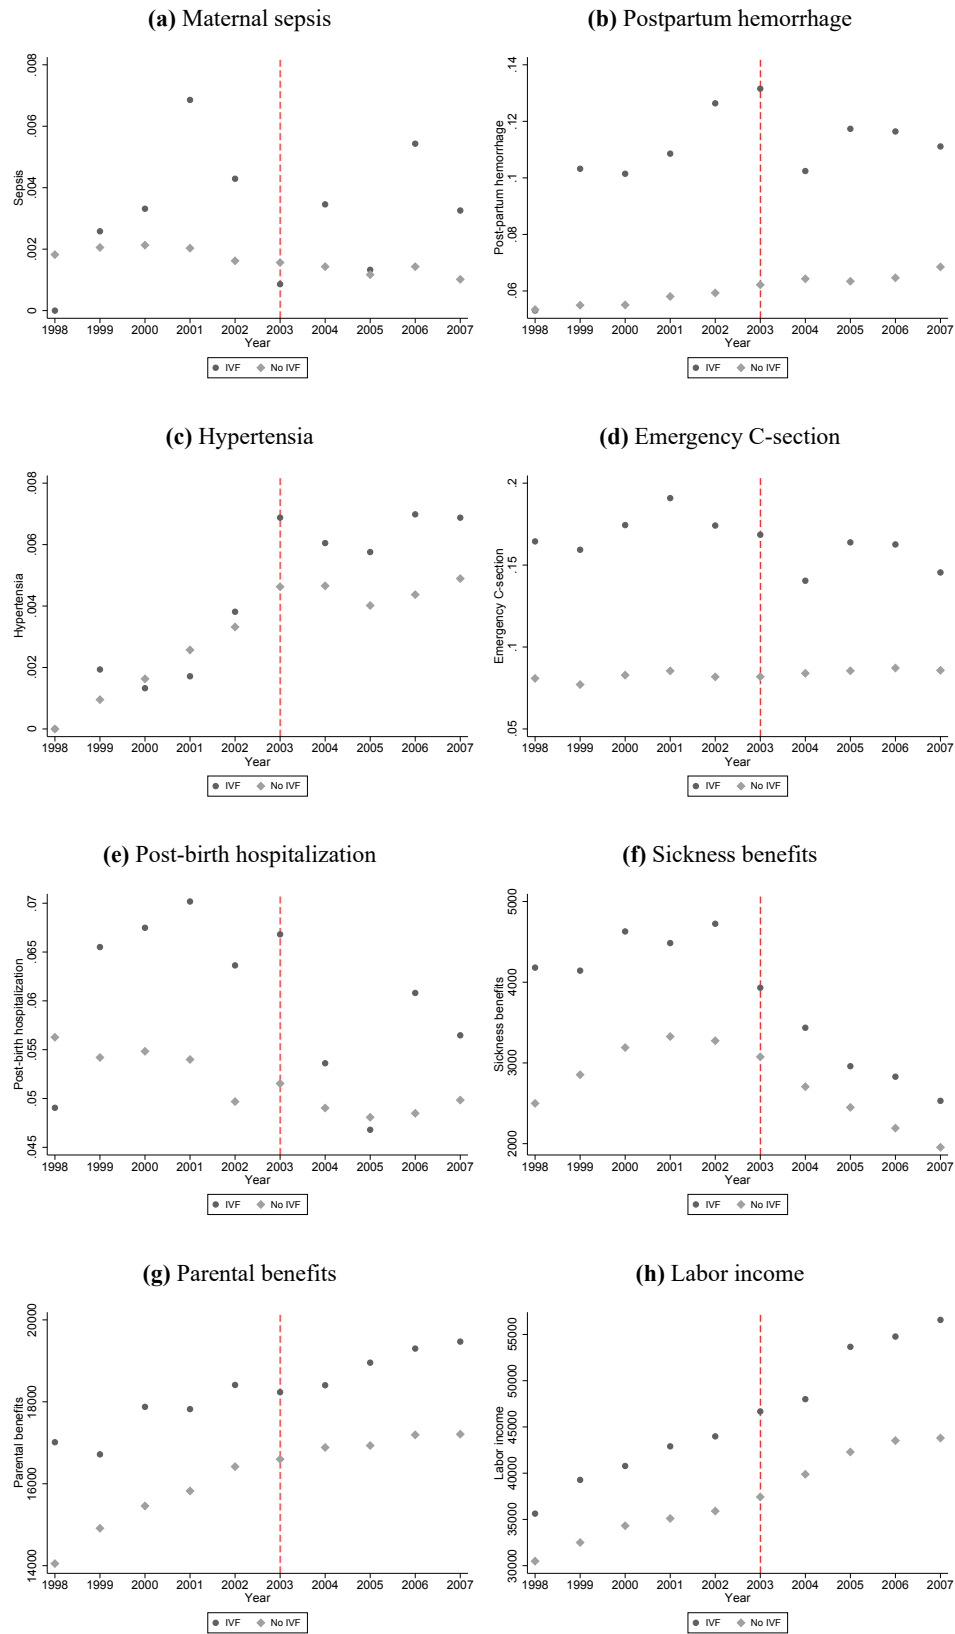 (a) Maternal sepsis
.008
.006
.004
.002
0
Sepsis
1998 1999 2000 2001 2002 2003 2004 2005 2006 2007
Year
IVF No IVF
(b) Postpartum hemorrhage
.14
.12
.1
.08
.06
Post-partum hemorrhage
1998 1999 2000 2001 2002 2003 2004 2005 2006 2007
Year
IVF No IVF
(c) Hypertensia
.008
.006
.004
.002
0
Hypertensia
1998 1999 2000 2001 2002 2003 2004 2005 2006 2007
Year
IVF No IVF
(d) Emergency C-section
.2
.15
.1
.05
Emergency C-section
1998 1999 2000 2001 2002 2003 2004 2005 2006 2007
Year
IVF No IVF
(e) Post-birth hospitalization
.07
.065
.06
.055
.05
.045
Post-birth hospitalization
1998 1999 2000 2001 2002 2003 2004 2005 2006 2007
Year
IVF No IVF
(f) Sickness benefits
5000
4000
3000
2000
Sickness benefits
1998 1999 2000 2001 2002 2003 2004 2005 2006 2007
Year
IVF No IVF
(g) Parental benefits
20000
18000
16000
14000
Parental benefits
1998 1999 2000 2001 2002 2003 2004 2005 2006 2007
Year
IVF No IVF
(h) Labor income
55000
50000
45000
40000
35000
30000
Labor income
1998 1999 2000 2001 2002 2003 2004 2005 2006 2007
Year
IVF No IVF